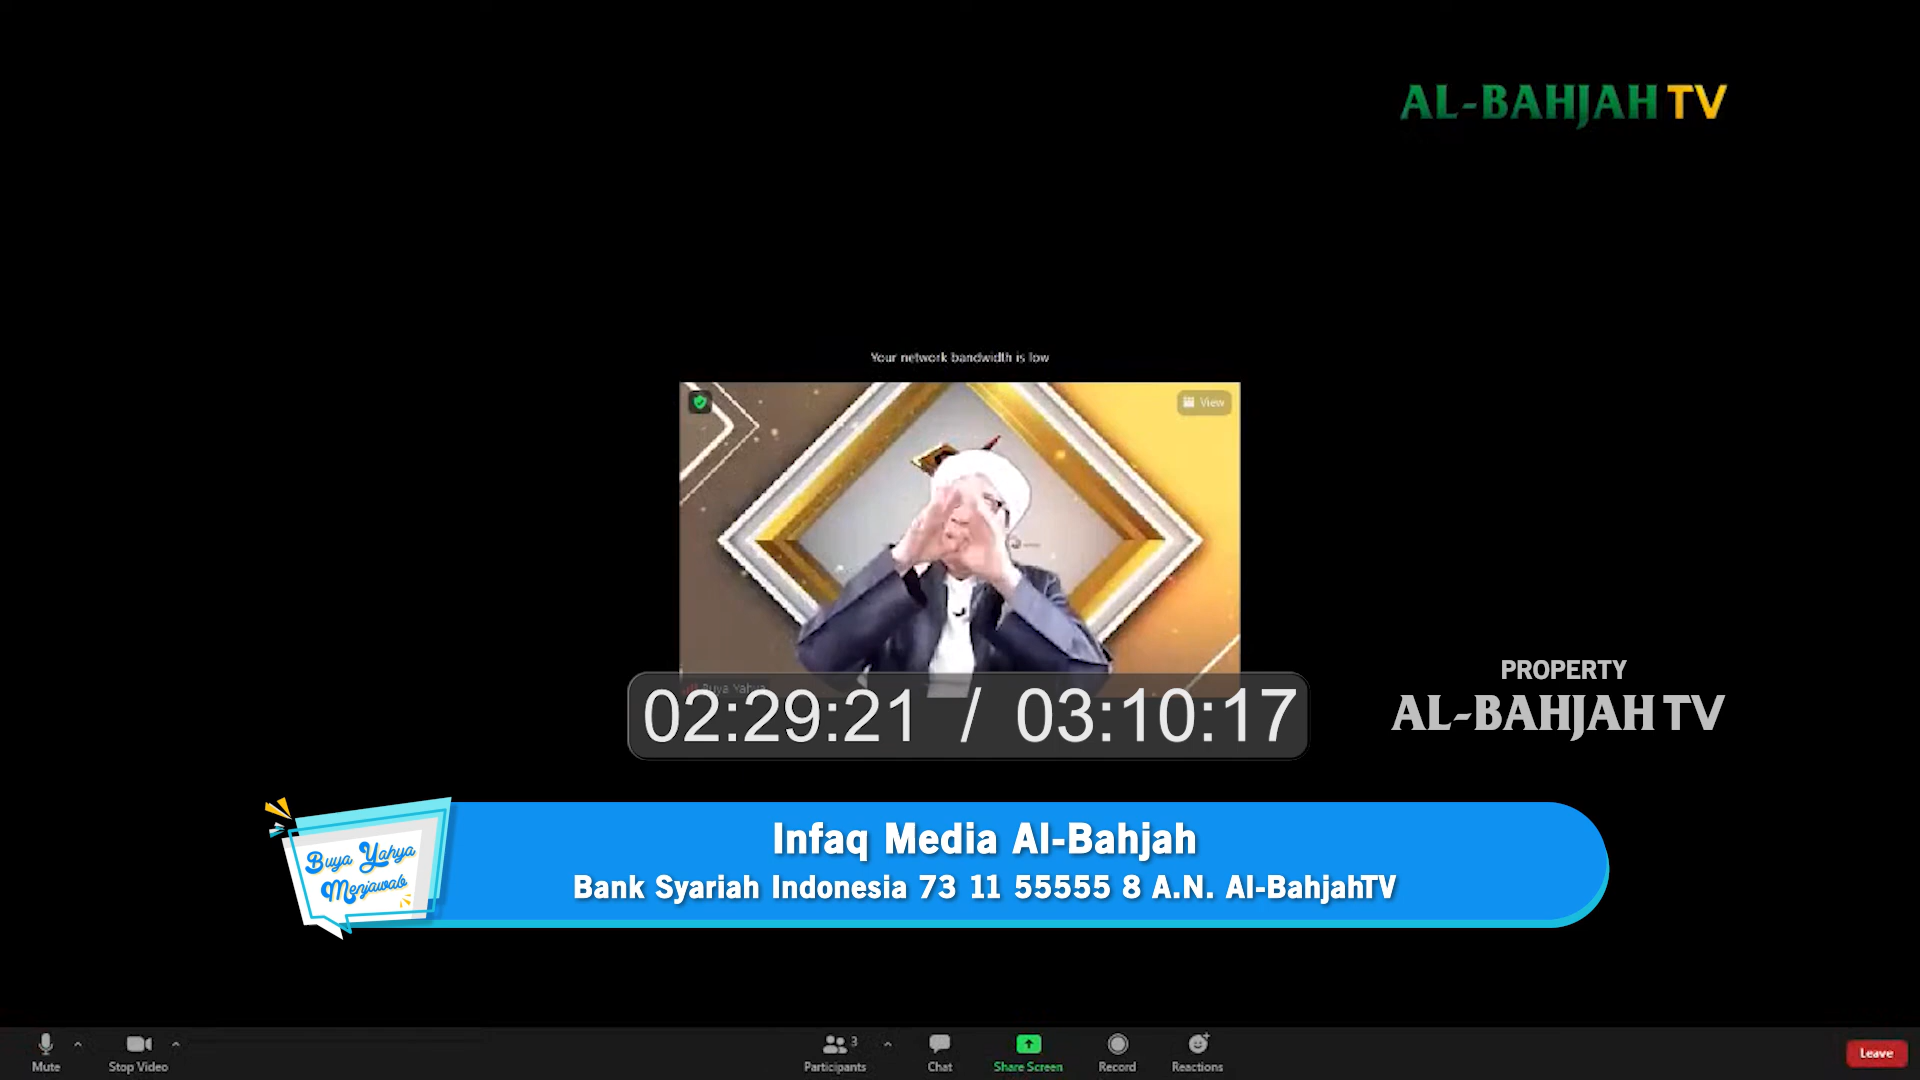 AL-BAHJAH TV
Your network bandwidth is low
View
Buya Yahya
02:29:21 / 03:10:17
PROPERTY
AL-BAHJAH TV
Buya Yahya
Menjawab
Infaq Media Al-Bahjah
Bank Syariah Indonesia 73 11 55555 8 A.N. Al-BahjahTV
Mute
Stop Video
3
Participants
Chat
Share Screen
Record
Reactions
Leave